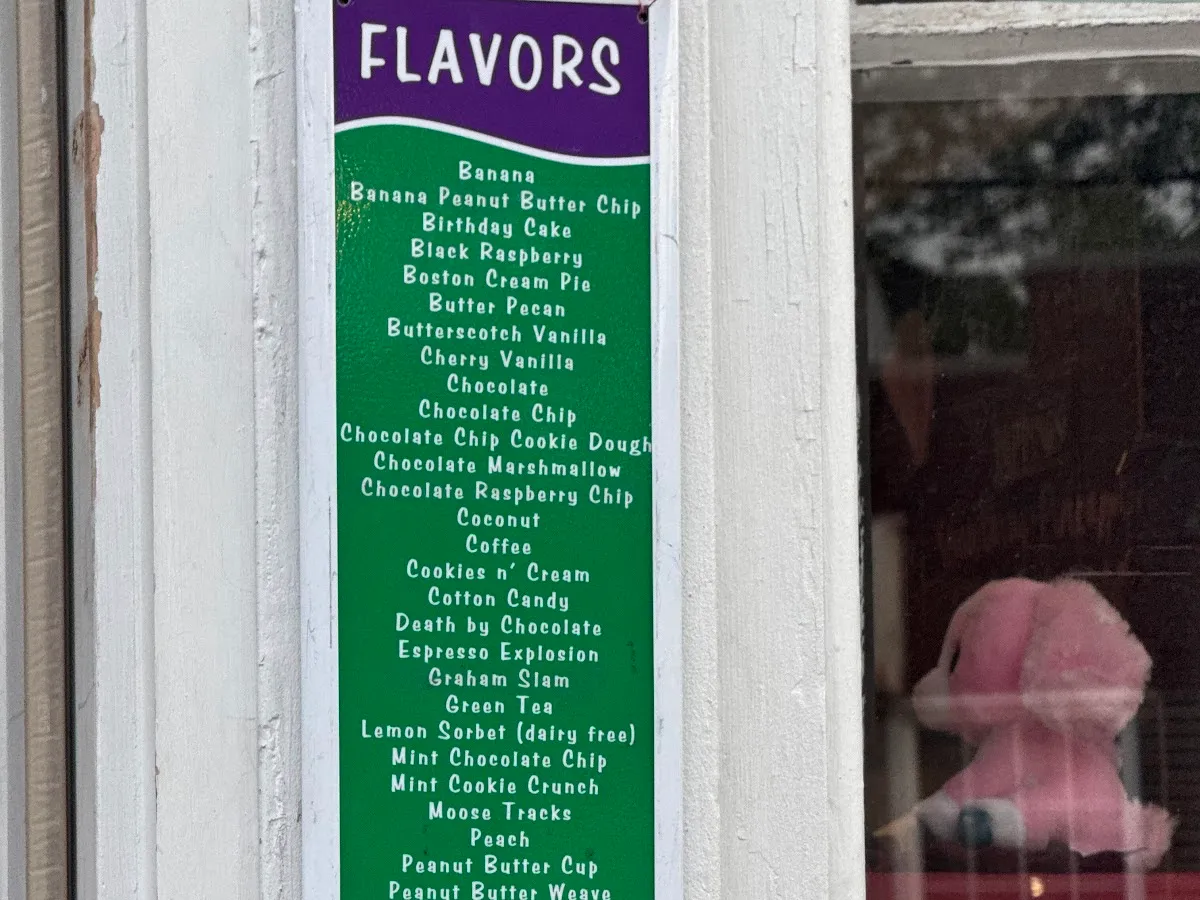 FLAVORS
Banana
Banana Peanut Butter Chip
Birthday Cake
Black Raspberry
Boston Cream Pie
Butter Pecan
Butterscotch Vanilla
Cherry Vanilla
Chocolate
Chocolate Chip
Chocolate Chip Cookie Dough
Chocolate Marshmallow
Chocolate Raspberry Chip
Coconut
Coffee
Cookies n' Cream
Cotton Candy
Death by Chocolate
Espresso Explosion
Graham Slam
Green Tea
Lemon Sorbet (dairy free)
Mint Chocolate Chip
Mint Cookie Crunch
Moose Tracks
Peach
Peanut Butter Cup
Peanut Butter Weave